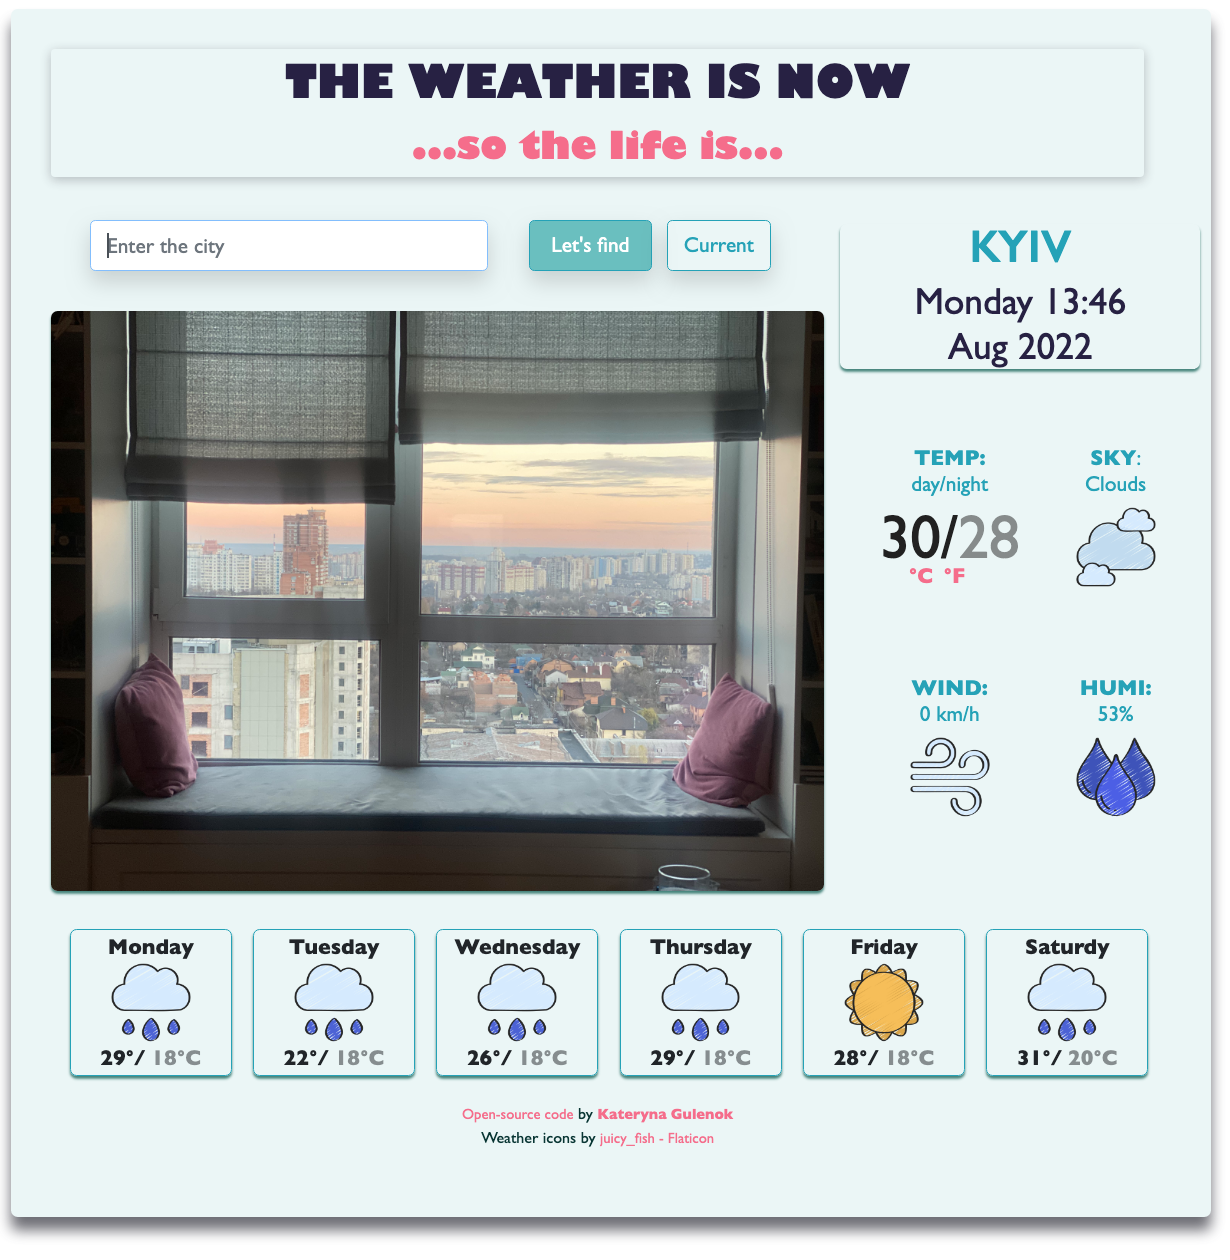 THE WEATHER IS NOW
...so the life is...
Enter the city
Let's find
Current
KYIV
Monday 13:46
Aug 2022
TEMP:
day/night
30/28
°C °F
SKY:
Clouds
WIND:
0 km/h
HUMI:
53%
Monday
29°/ 18°C
Tuesday
22°/ 18°C
Wednesday
26°/ 18°C
Thursday
29°/ 18°C
Friday
28°/ 18°C
Saturdy
31°/ 20°C
Open-source code by Kateryna Gulenok
Weather icons by juicy_fish - Flaticon